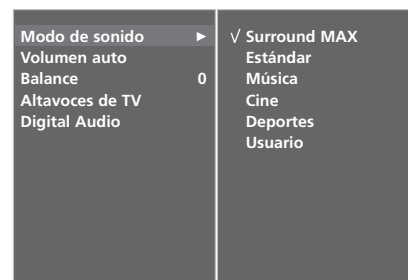 Modo de sonido ►
Volumen auto
Balance 0
Altavoces de TV
Digital Audio
√ Surround MAX
Estándar
Música
Cine
Deportes
Usuario